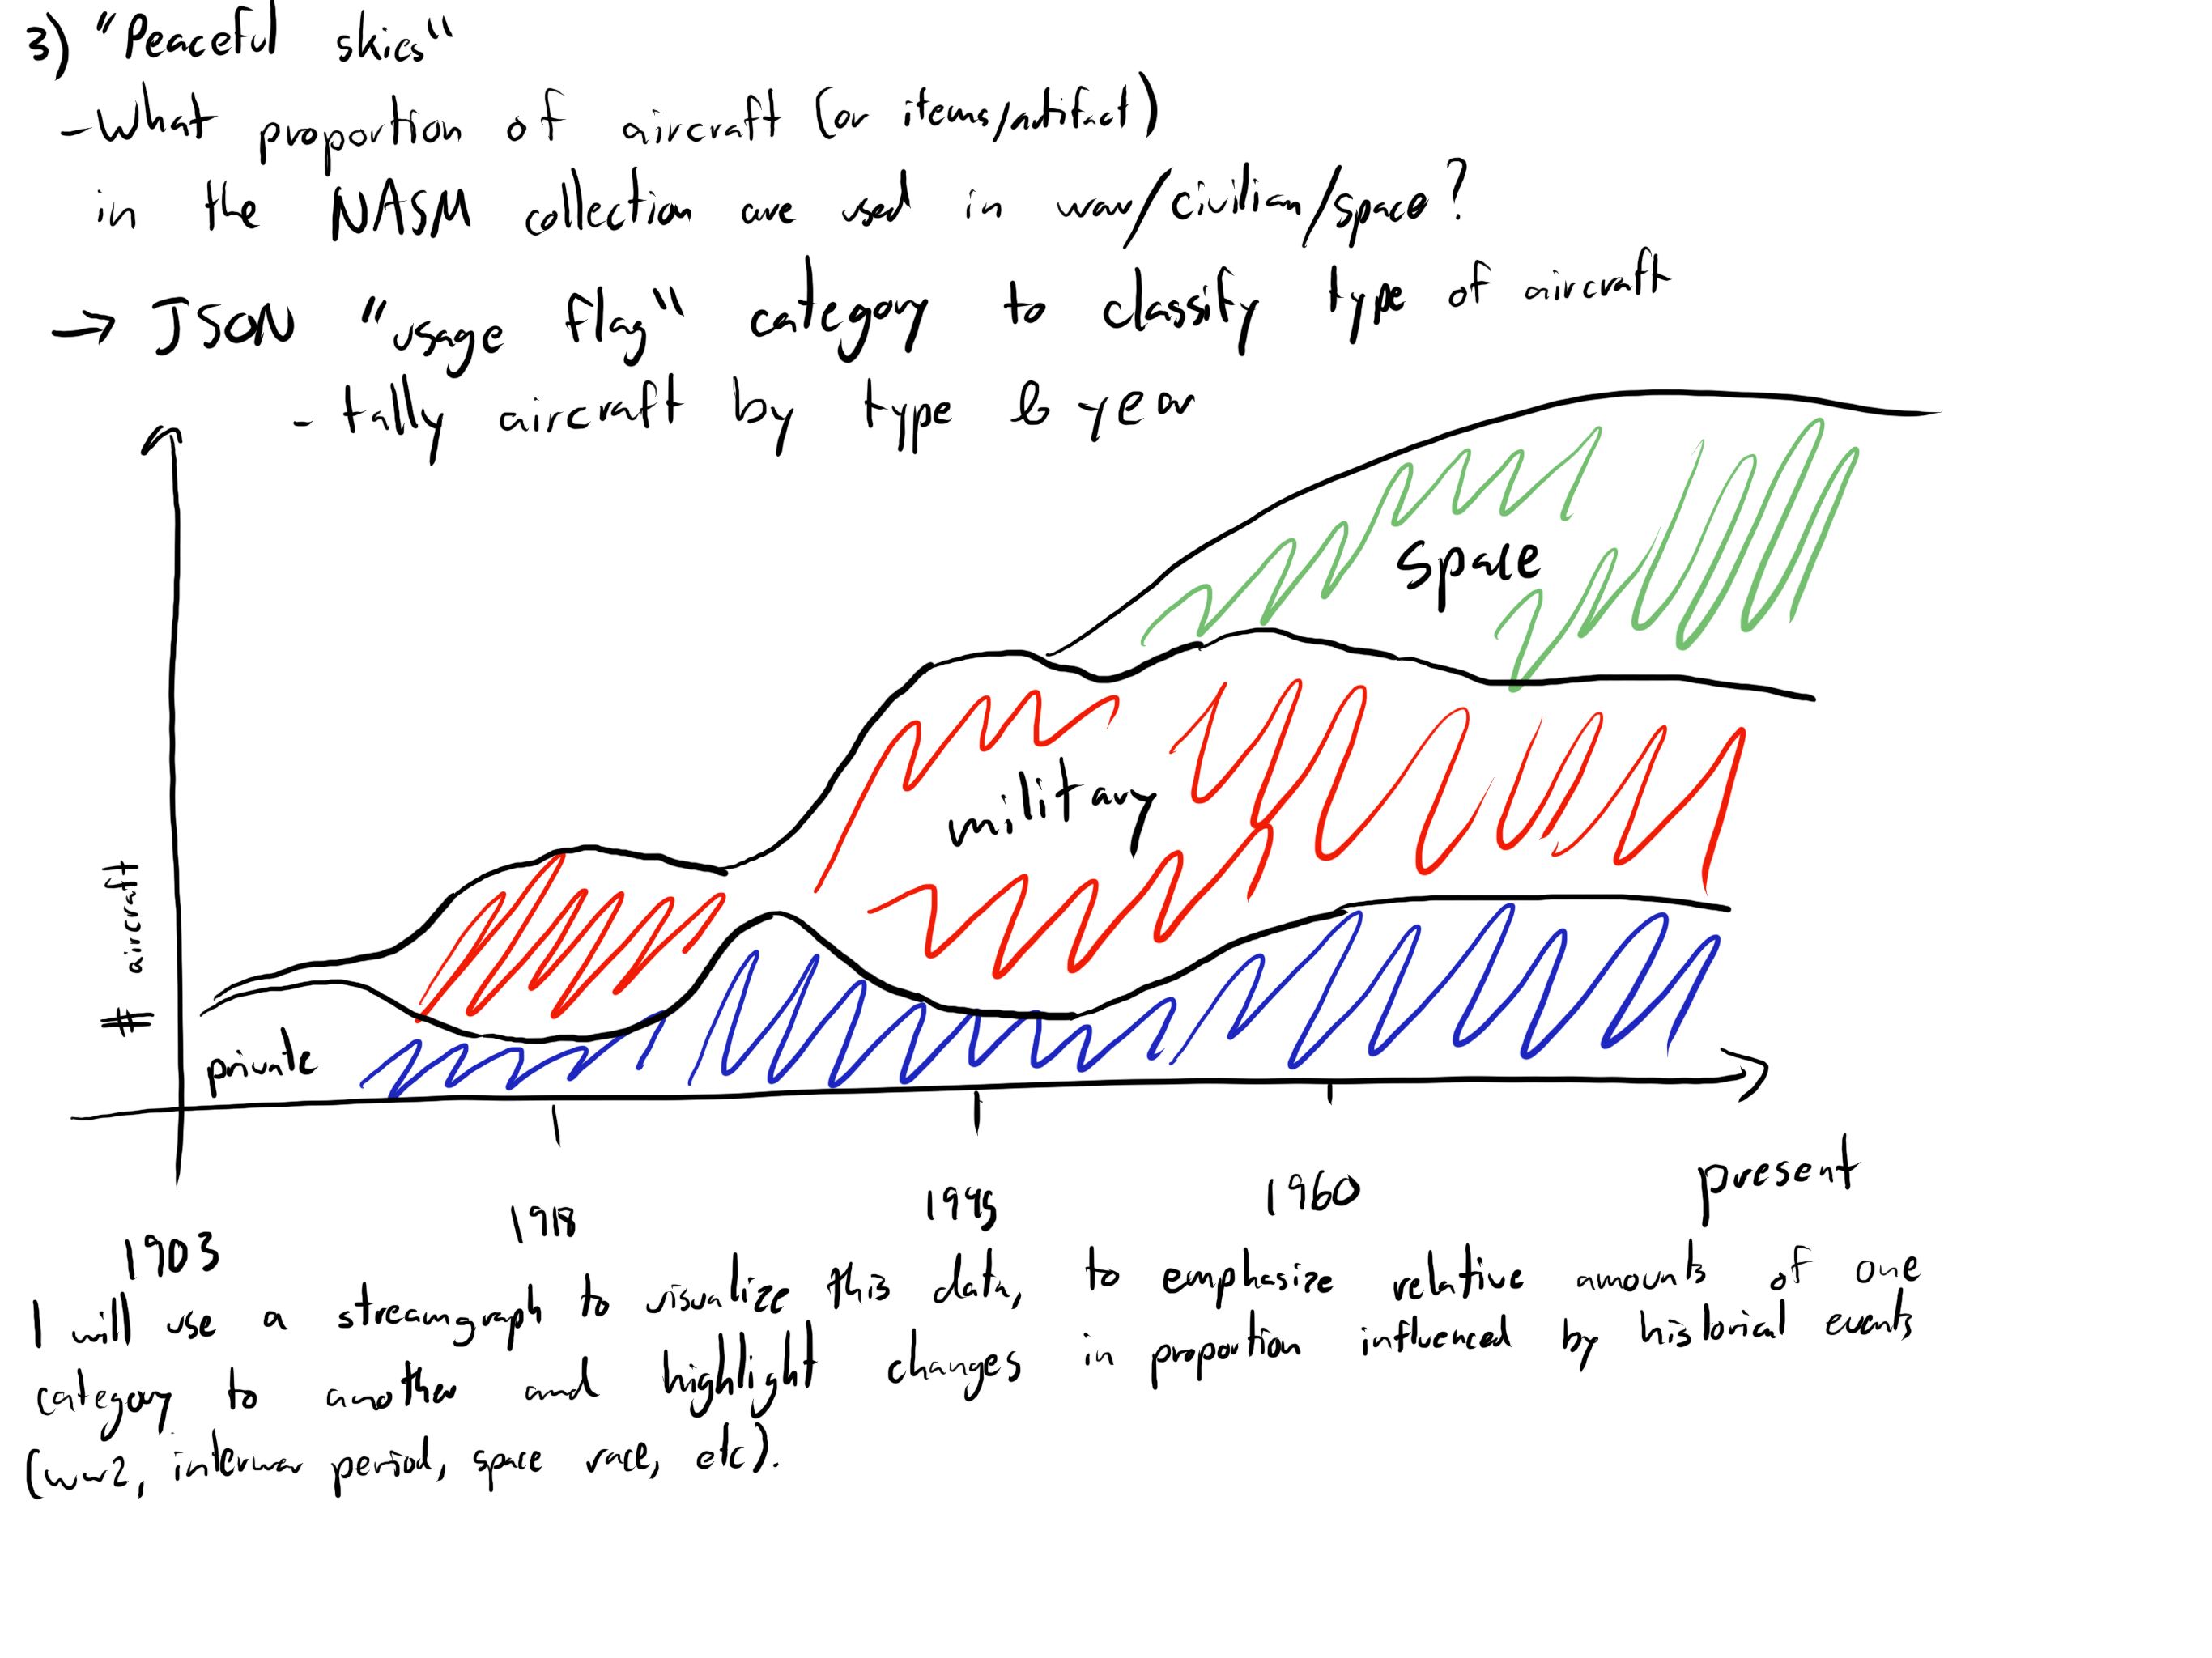 3) "Peaceful skies"
- What proportion of aircraft (or items/artifact)
in the NASM collection are used in war/civilian/space?
→ JSON "usage flag" category to classify type of aircraft
- tally aircraft by type & year
space
military
# aircraft
private
1903 1918 1945 1960 present
I will use a streamgraph to visualize this data, to emphasize relative amounts of one
category to another and highlight changes in proportion influenced by historical events
(ww2, interwar period, space race, etc).